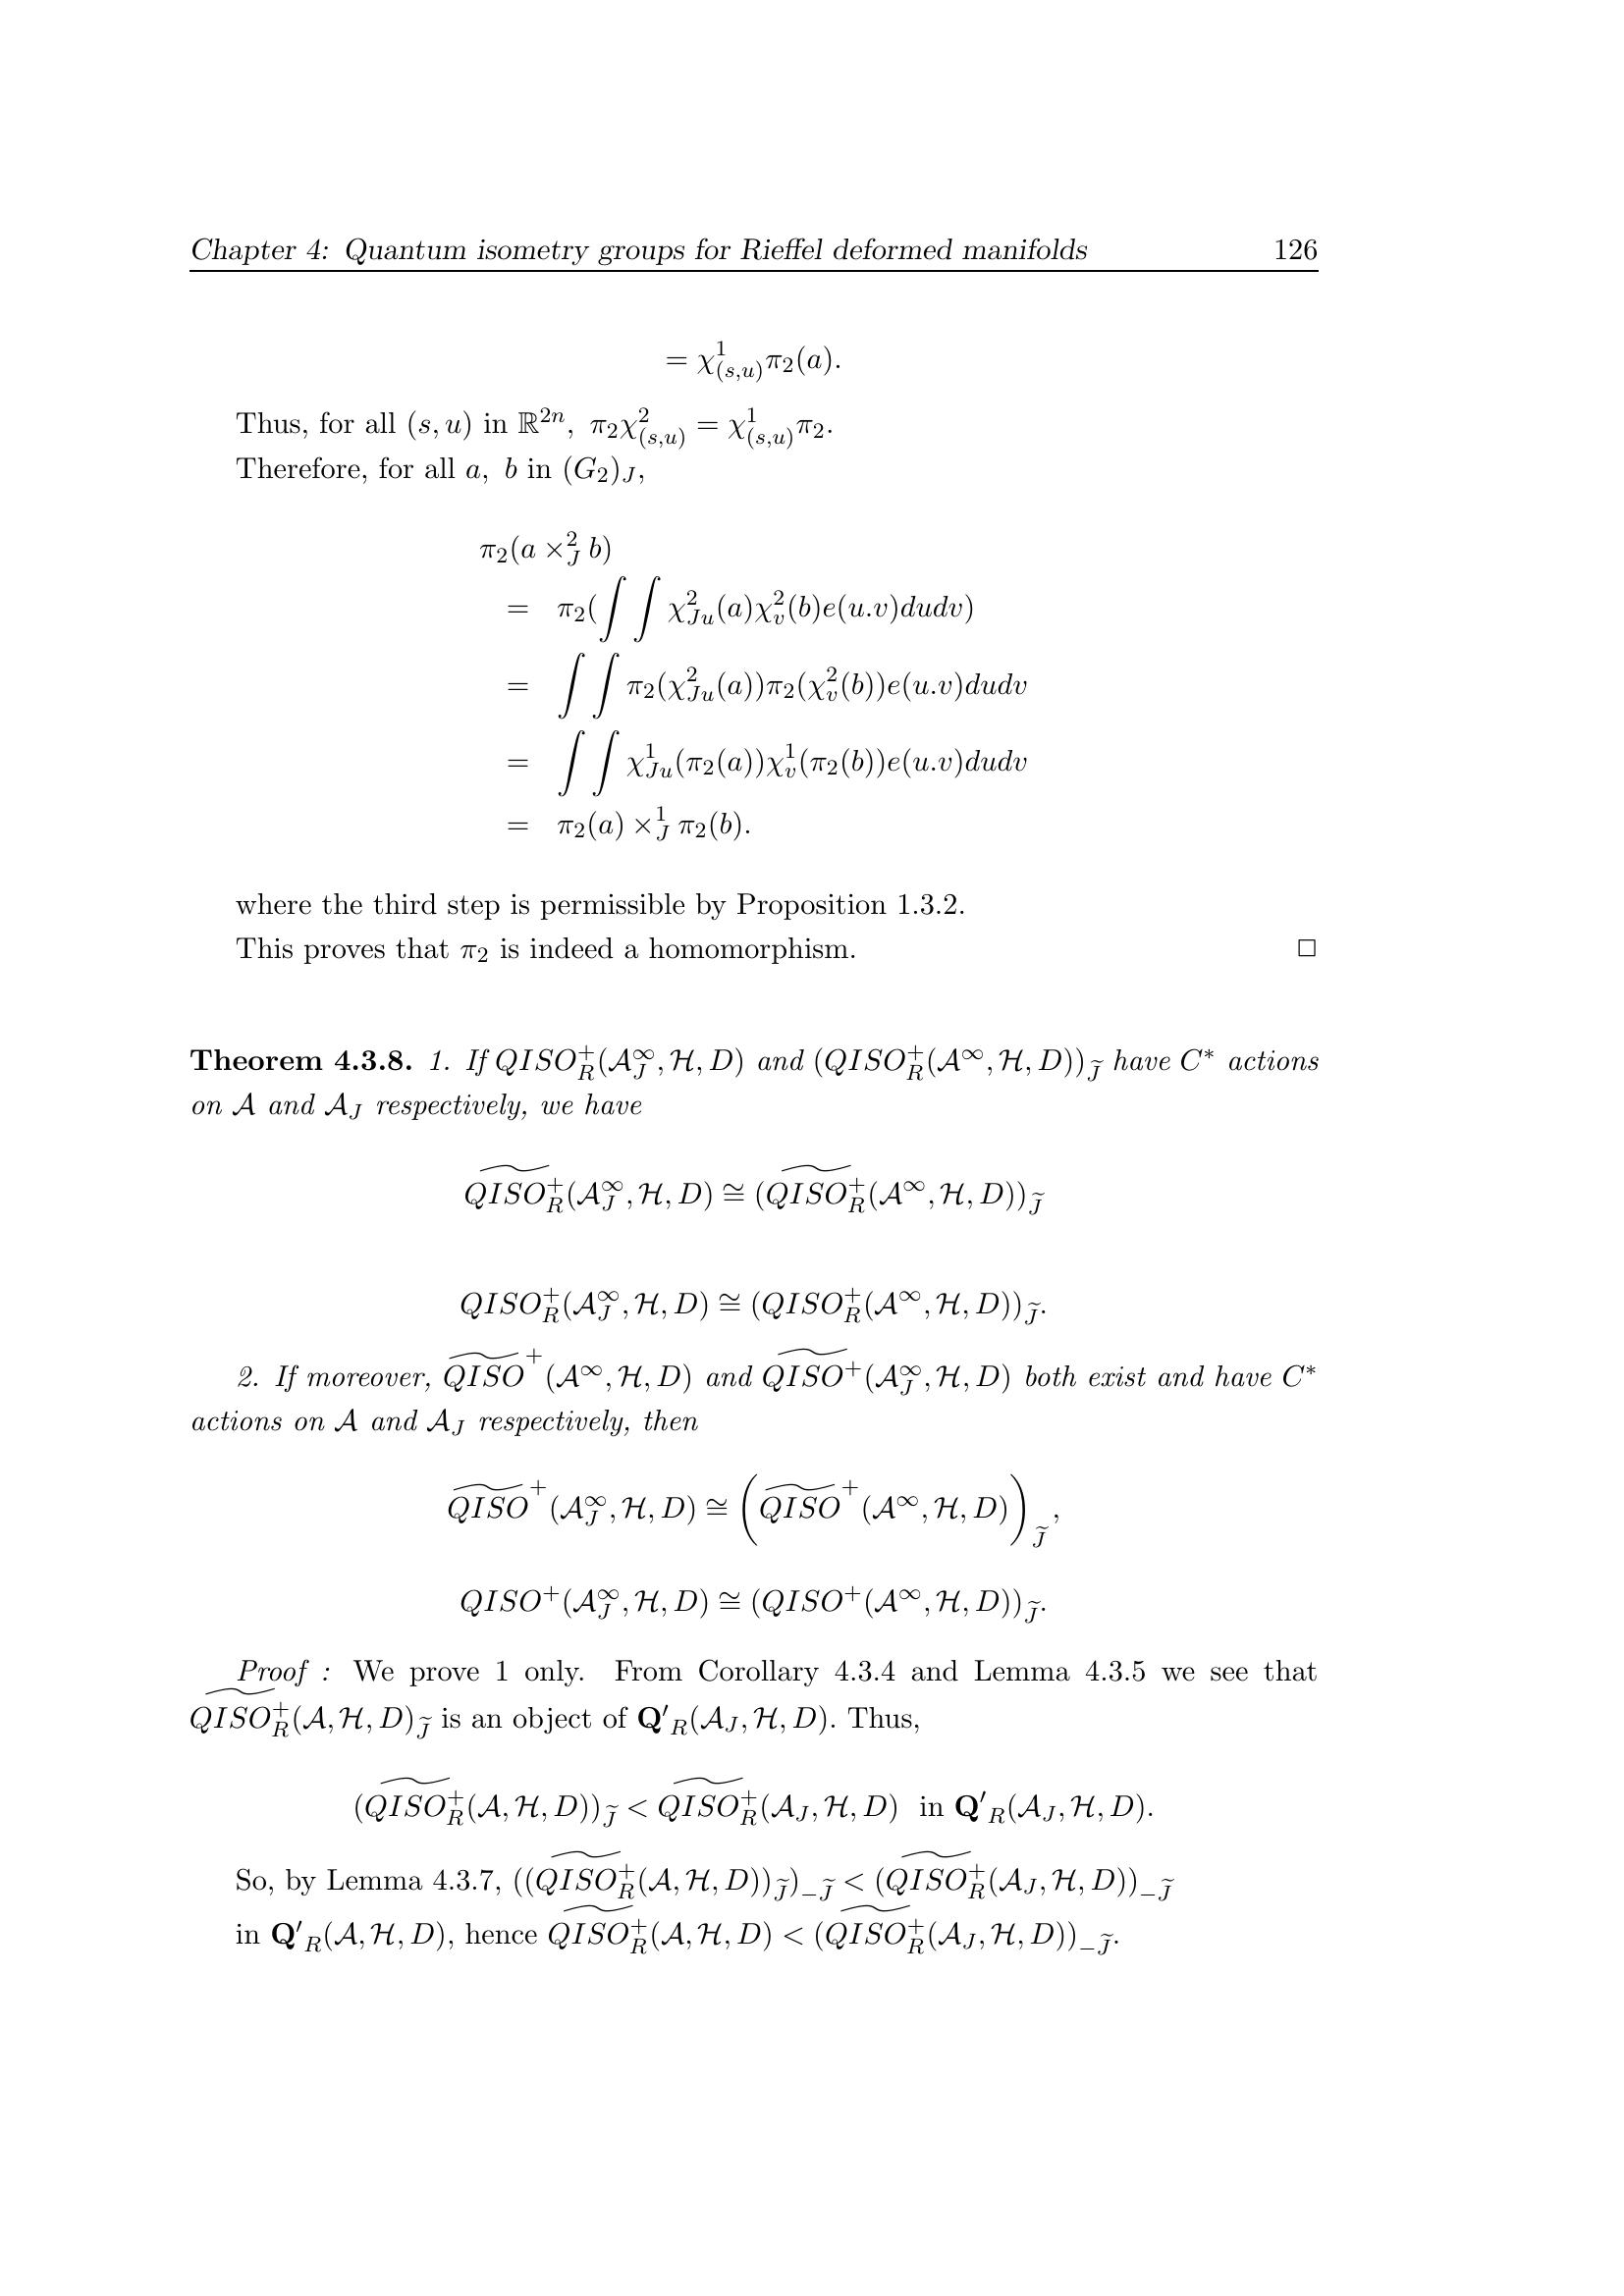 Chapter 4: Quantum isometry groups for Rieffel deformed manifolds 126
$= \chi^1_{(s,u)}\pi_2(a).$
Thus, for all $(s, u)$ in $\mathbb{R}^{2n}$, $\pi_2\chi^2_{(s,u)} = \chi^1_{(s,u)}\pi_2.$
Therefore, for all $a,\ b$ in $(G_2)_J$,
$\pi_2(a \times^2_J b)$
$= \pi_2(\int\int \chi^2_{Ju}(a)\chi^2_v(b)e(u.v)dudv)$
$= \int\int \pi_2(\chi^2_{Ju}(a))\pi_2(\chi^2_v(b))e(u.v)dudv$
$= \int\int \chi^1_{Ju}(\pi_2(a))\chi^1_v(\pi_2(b))e(u.v)dudv$
$= \pi_2(a) \times^1_J \pi_2(b).$
where the third step is permissible by Proposition 1.3.2.
This proves that $\pi_2$ is indeed a homomorphism. □
Theorem 4.3.8. 1. If $QISO^+_R(\mathcal{A}^\infty_J, \mathcal{H}, D)$ and $(QISO^+_R(\mathcal{A}^\infty, \mathcal{H}, D))_{\widetilde{J}}$ have $C^*$ actions
on $\mathcal{A}$ and $\mathcal{A}_J$ respectively, we have
$\widetilde{QISO^+_R}(\mathcal{A}^\infty_J, \mathcal{H}, D) \cong (\widetilde{QISO^+_R}(\mathcal{A}^\infty, \mathcal{H}, D))_{\widetilde{J}}$
$QISO^+_R(\mathcal{A}^\infty_J, \mathcal{H}, D) \cong (QISO^+_R(\mathcal{A}^\infty, \mathcal{H}, D))_{\widetilde{J}}.$
2. If moreover, $\widetilde{QISO}^+(\mathcal{A}^\infty, \mathcal{H}, D)$ and $\widetilde{QISO^+}(\mathcal{A}^\infty_J, \mathcal{H}, D)$ both exist and have $C^*$
actions on $\mathcal{A}$ and $\mathcal{A}_J$ respectively, then
$\widetilde{QISO}^+(\mathcal{A}^\infty_J, \mathcal{H}, D) \cong \left(\widetilde{QISO}^+(\mathcal{A}^\infty, \mathcal{H}, D)\right)_{\widetilde{J}},$
$QISO^+(\mathcal{A}^\infty_J, \mathcal{H}, D) \cong (QISO^+(\mathcal{A}^\infty, \mathcal{H}, D))_{\widetilde{J}}.$
Proof : We prove 1 only. From Corollary 4.3.4 and Lemma 4.3.5 we see that
$\widetilde{QISO^+_R}(\mathcal{A}, \mathcal{H}, D)_{\widetilde{J}}$ is an object of $\mathbf{Q'}_R(\mathcal{A}_J, \mathcal{H}, D)$. Thus,
$(\widetilde{QISO^+_R}(\mathcal{A}, \mathcal{H}, D))_{\widetilde{J}} < \widetilde{QISO^+_R}(\mathcal{A}_J, \mathcal{H}, D)$ in $\mathbf{Q'}_R(\mathcal{A}_J, \mathcal{H}, D).$
So, by Lemma 4.3.7, $((\widetilde{QISO^+_R}(\mathcal{A}, \mathcal{H}, D))_{\widetilde{J}})_{-\widetilde{J}} < (\widetilde{QISO^+_R}(\mathcal{A}_J, \mathcal{H}, D))_{-\widetilde{J}}$
in $\mathbf{Q'}_R(\mathcal{A}, \mathcal{H}, D)$, hence $\widetilde{QISO^+_R}(\mathcal{A}, \mathcal{H}, D) < (\widetilde{QISO^+_R}(\mathcal{A}_J, \mathcal{H}, D))_{-\widetilde{J}}.$